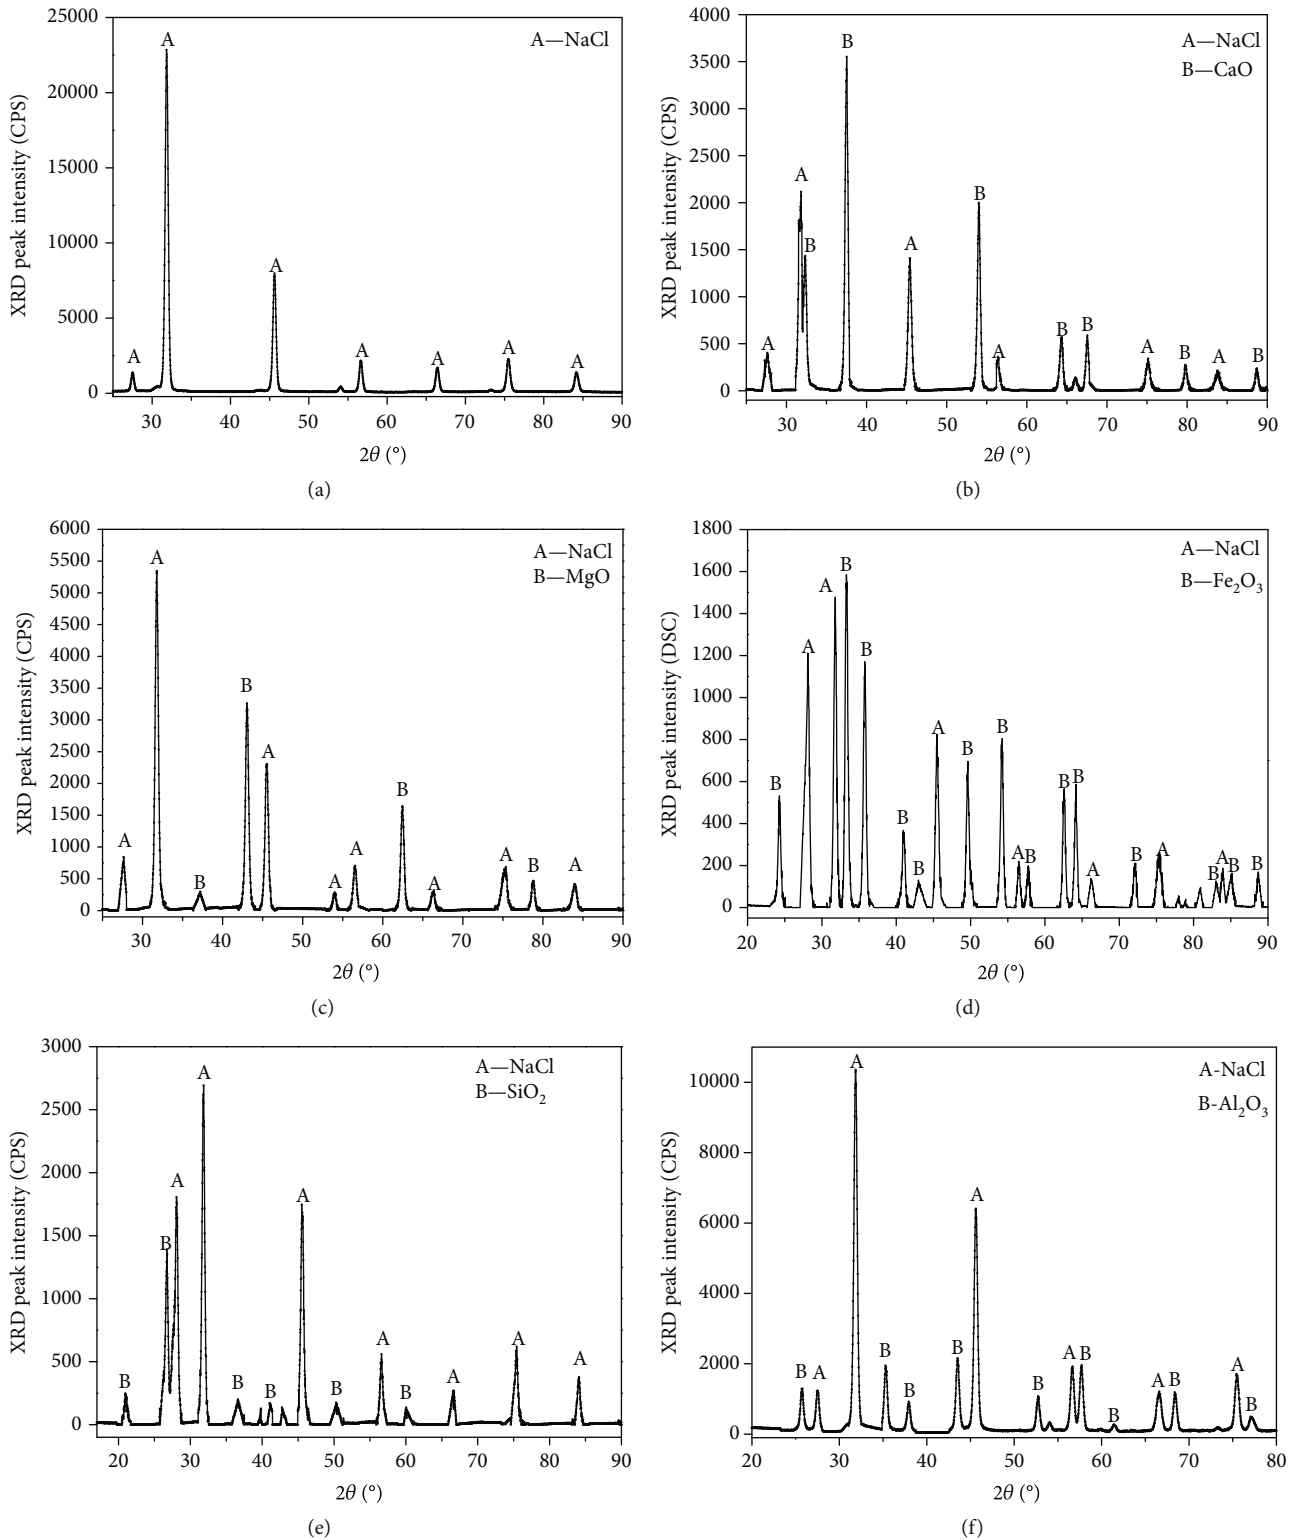 25000
20000
15000
10000
5000
0
XRD peak intensity (CPS)
A—NaCl
A
A
A
A
A
A
A
30 40 50 60 70 80 90
2θ (°)
(a)
4000
3500
3000
2500
2000
1500
1000
500
0
XRD peak intensity (CPS)
A—NaCl
B—CaO
A
A
B
B
A
B
A
B
B
A
B
A
B
30 40 50 60 70 80 90
2θ (°)
(b)
6000
5500
5000
4500
4000
3500
3000
2500
2000
1500
1000
500
0
XRD peak intensity (CPS)
A—NaCl
B—MgO
A
A
B
B
A
A
A
B
A
A
B
A
30 40 50 60 70 80 90
2θ (°)
(c)
1800
1600
1400
1200
1000
800
600
400
200
0
XRD peak intensity (DSC)
A—NaCl
B—Fe₂O₃
B
A
A
B
B
B
B
A
B
B
A
B
B
B
A
B
A
B
A
B
B
20 30 40 50 60 70 80 90
2θ (°)
(d)
3000
2500
2000
1500
1000
500
0
XRD peak intensity (CPS)
A—NaCl
B—SiO₂
B
B
A
A
B
B
A
B
A
B
A
A
A
20 30 40 50 60 70 80 90
2θ (°)
(e)
10000
8000
6000
4000
2000
0
XRD peak intensity (CPS)
A-NaCl
B-Al₂O₃
B
A
A
B
B
B
A
B
A
B
B
A
B
A
B
20 30 40 50 60 70 80
2θ (°)
(f)